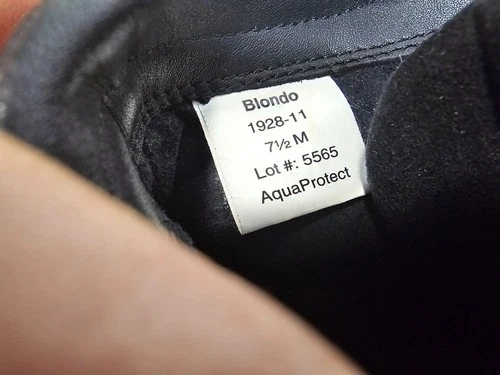 Blondo
1928-11
7½ M
Lot #: 5565
AquaProtect